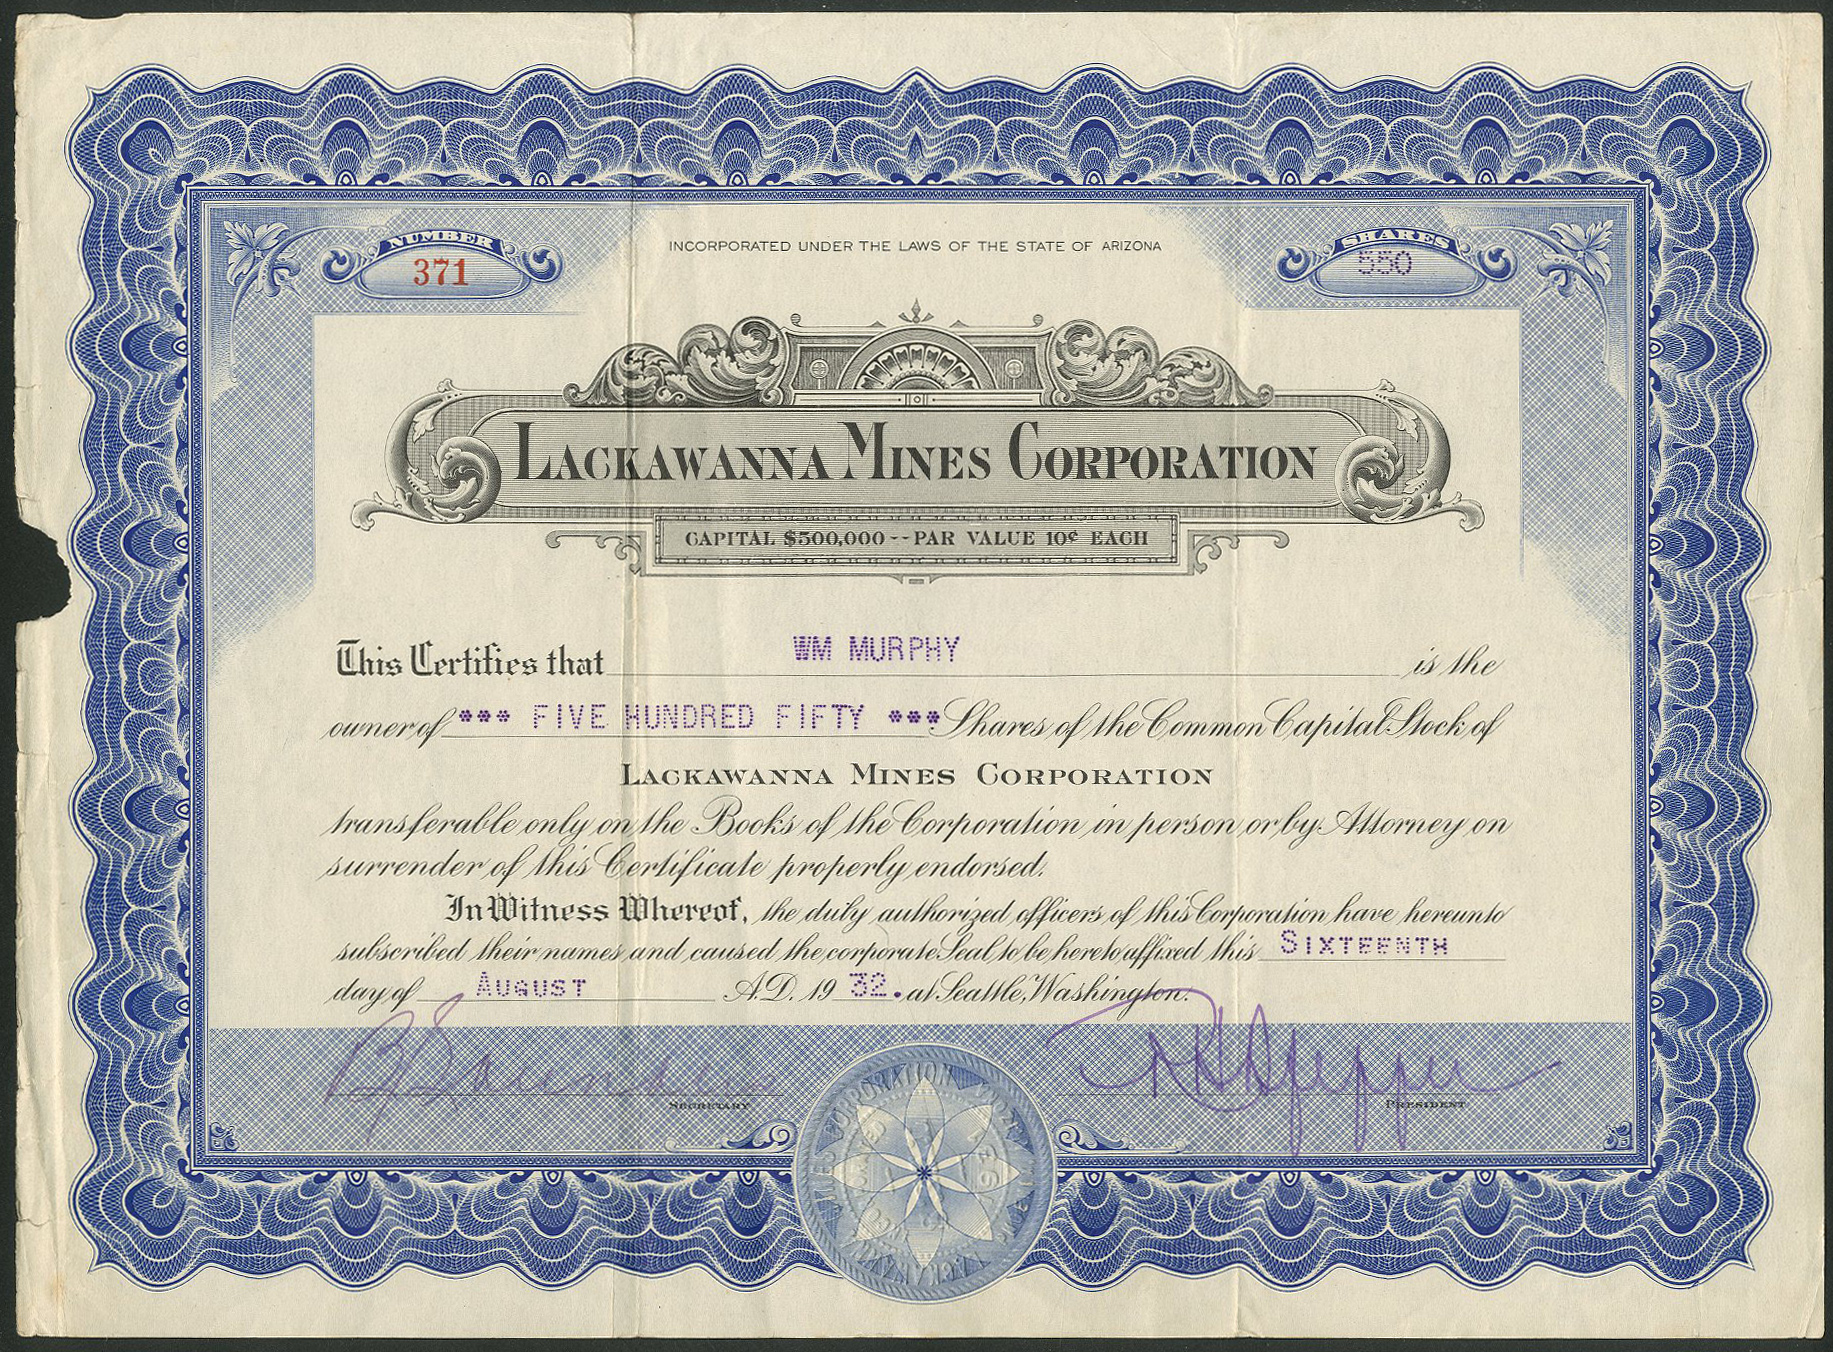 NUMBER
371
INCORPORATED UNDER THE LAWS OF THE STATE OF ARIZONA
SHARES
550
LACKAWANNA MINES CORPORATION
CAPITAL $500,000 -- PAR VALUE 10¢ EACH
This Certifies that WM MURPHY is the
owner of *** FIVE HUNDRED FIFTY *** Shares of the Common Capital Stock of
LACKAWANNA MINES CORPORATION
transferable only on the Books of the Corporation in person or by Attorney on
surrender of this Certificate properly endorsed.
In Witness Whereof, the duly authorized officers of this Corporation have hereunto
subscribed their names and caused the corporate Seal to be hereto affixed this SIXTEENTH
day of AUGUST A.D. 1932. at Seattle, Washington.
SECRETARY
PRESIDENT